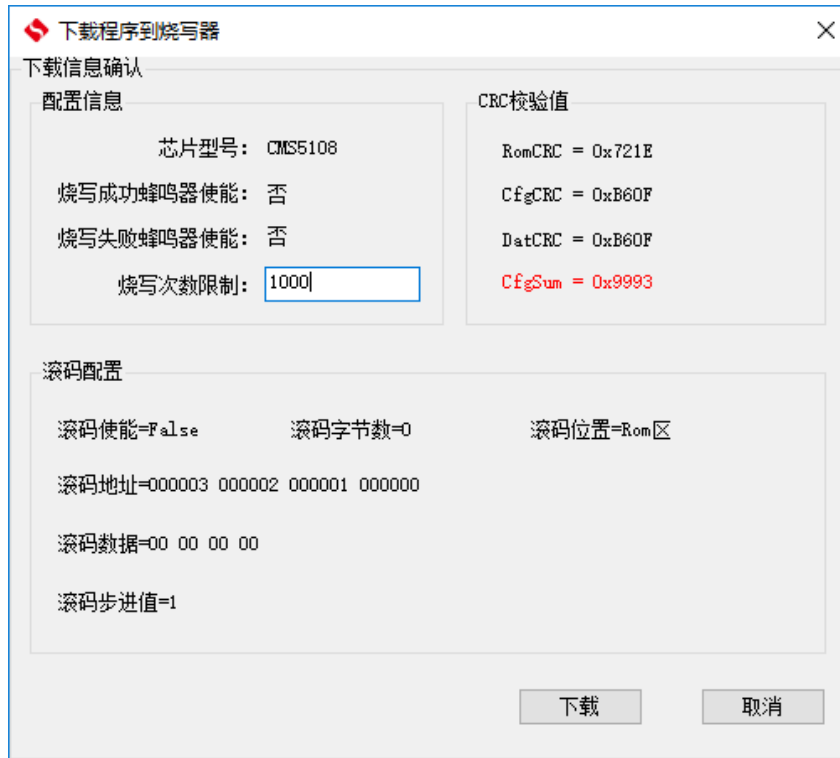 下载程序到烧写器
下载信息确认
配置信息
芯片型号: CMS5108
烧写成功蜂鸣器使能: 否
烧写失败蜂鸣器使能: 否
烧写次数限制: 1000
CRC校验值
RomCRC = 0x721E
CfgCRC = 0xB60F
DatCRC = 0xB60F
CfgSum = 0x9993
滚码配置
滚码使能=False 滚码字节数=0 滚码位置=Rom区
滚码地址=000003 000002 000001 000000
滚码数据=00 00 00 00
滚码步进值=1
下载 取消